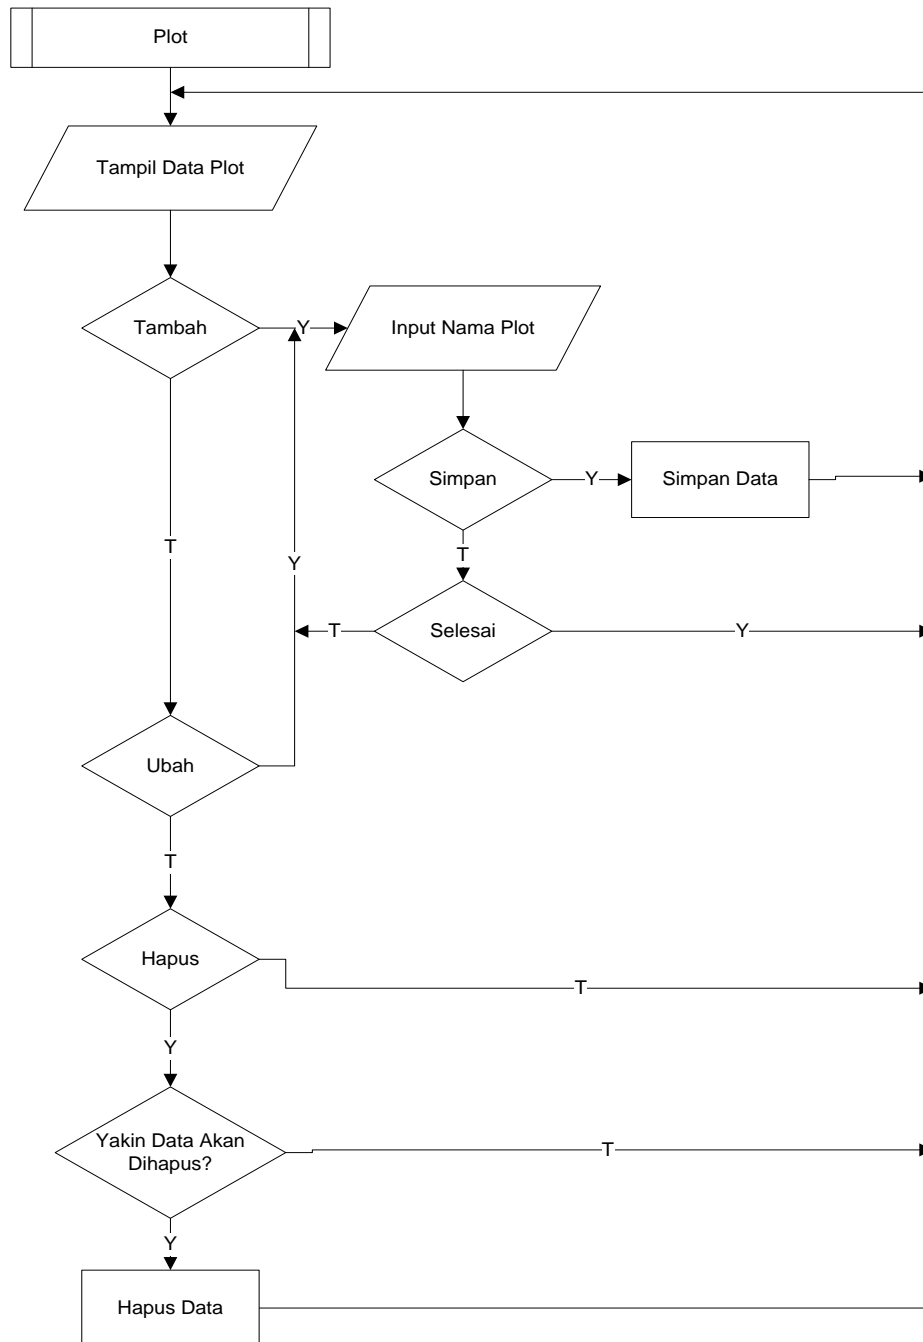 Plot
Tampil Data Plot
Tambah
Y
Input Nama Plot
Simpan
Y
Simpan Data
T
T
Y
T
Selesai
Y
Ubah
T
Hapus
T
Y
Yakin Data Akan
Dihapus?
T
Y
Hapus Data